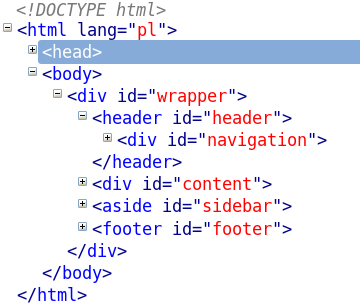 <!DOCTYPE html>
<html lang="pl">
<head>
<body>
<div id="wrapper">
<header id="header">
<div id="navigation">
</header>
<div id="content">
<aside id="sidebar">
<footer id="footer">
</div>
</body>
</html>